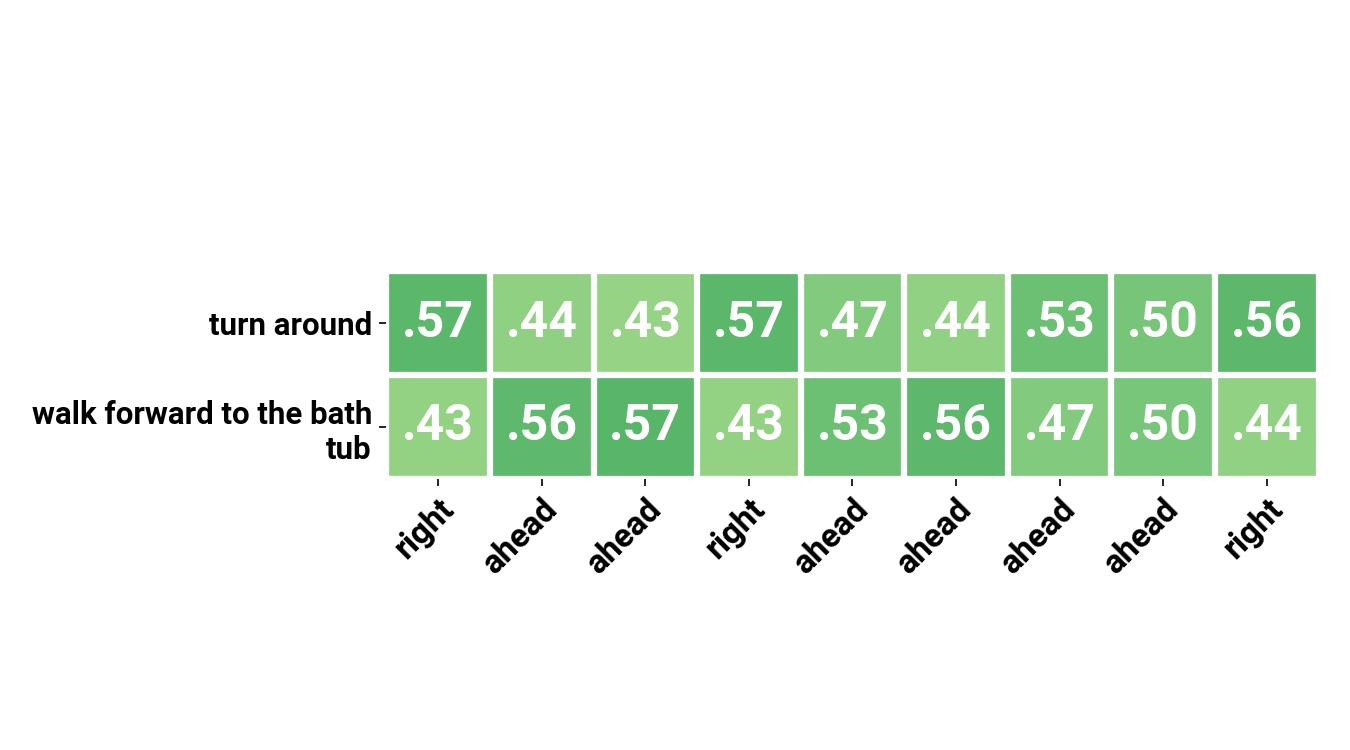 turn around .57 .44 .43 .57 .47 .44 .53 .50 .56
walk forward to the bath
tub
.43 .56 .57 .43 .53 .56 .47 .50 .44
right ahead ahead right ahead ahead ahead ahead right